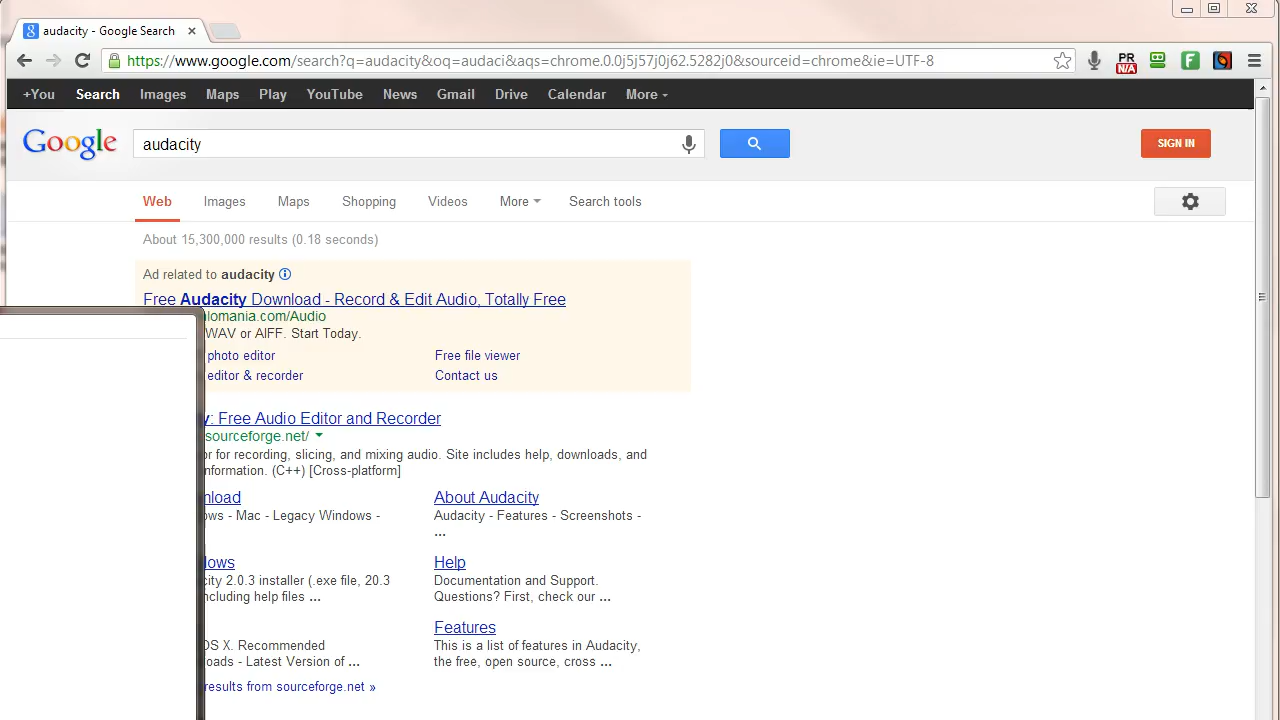 audacity - Google Search
https://www.google.com/search?q=audacity&oq=audaci&aqs=chrome.0.0j5j57j0j62.5282j0&sourceid=chrome&ie=UTF-8
PR N/A
+You Search Images Maps Play YouTube News Gmail Drive Calendar More
Google audacity SIGN IN
Web Images Maps Shopping Videos More Search tools
About 15,300,000 results (0.18 seconds)
Ad related to audacity
Free Audacity Download - Record & Edit Audio, Totally Free
lomania.com/Audio
WAV or AIFF. Start Today.
photo editor Free file viewer
editor & recorder Contact us
y: Free Audio Editor and Recorder
sourceforge.net/
or for recording, slicing, and mixing audio. Site includes help, downloads, and
nformation. (C++) [Cross-platform]
nload About Audacity
ows - Mac - Legacy Windows - Audacity - Features - Screenshots -
...
lows Help
city 2.0.3 installer (.exe file, 20.3 Documentation and Support.
ncluding help files ... Questions? First, check our ...
Features
OS X. Recommended This is a list of features in Audacity,
loads - Latest Version of ... the free, open source, cross ...
results from sourceforge.net »